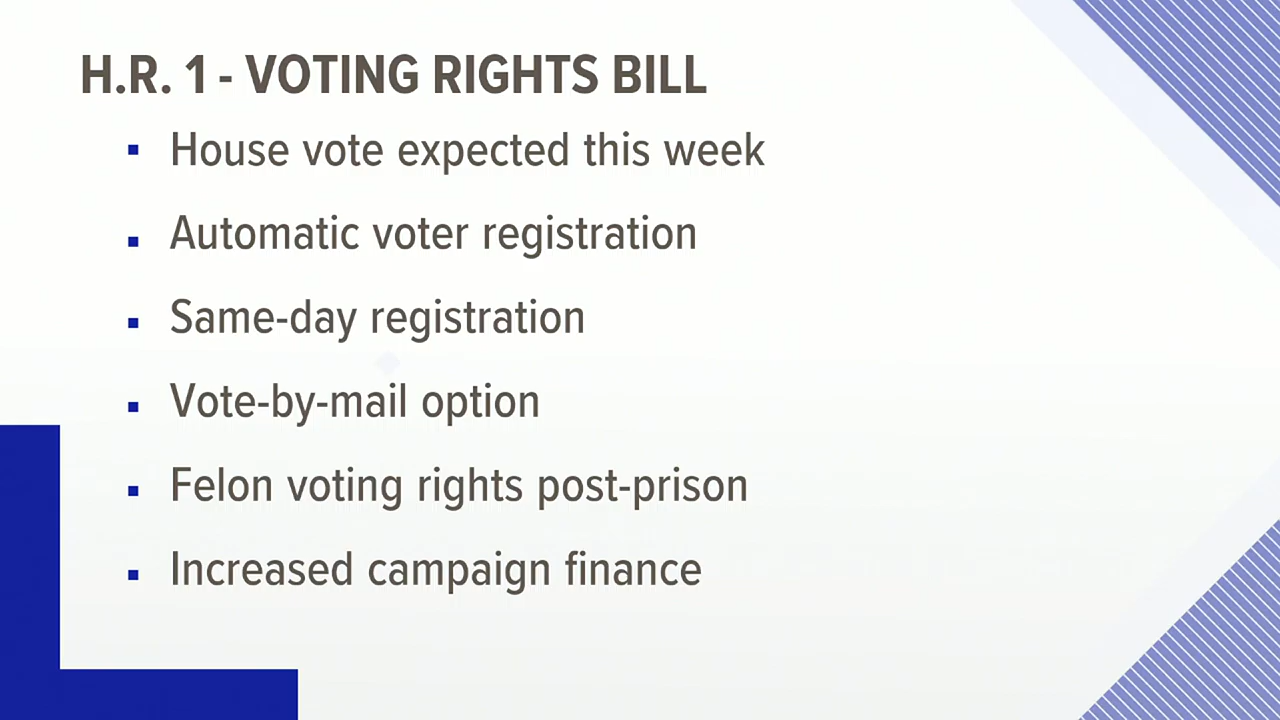 H.R. 1 - VOTING RIGHTS BILL
House vote expected this week
Automatic voter registration
Same-day registration
Vote-by-mail option
Felon voting rights post-prison
Increased campaign finance